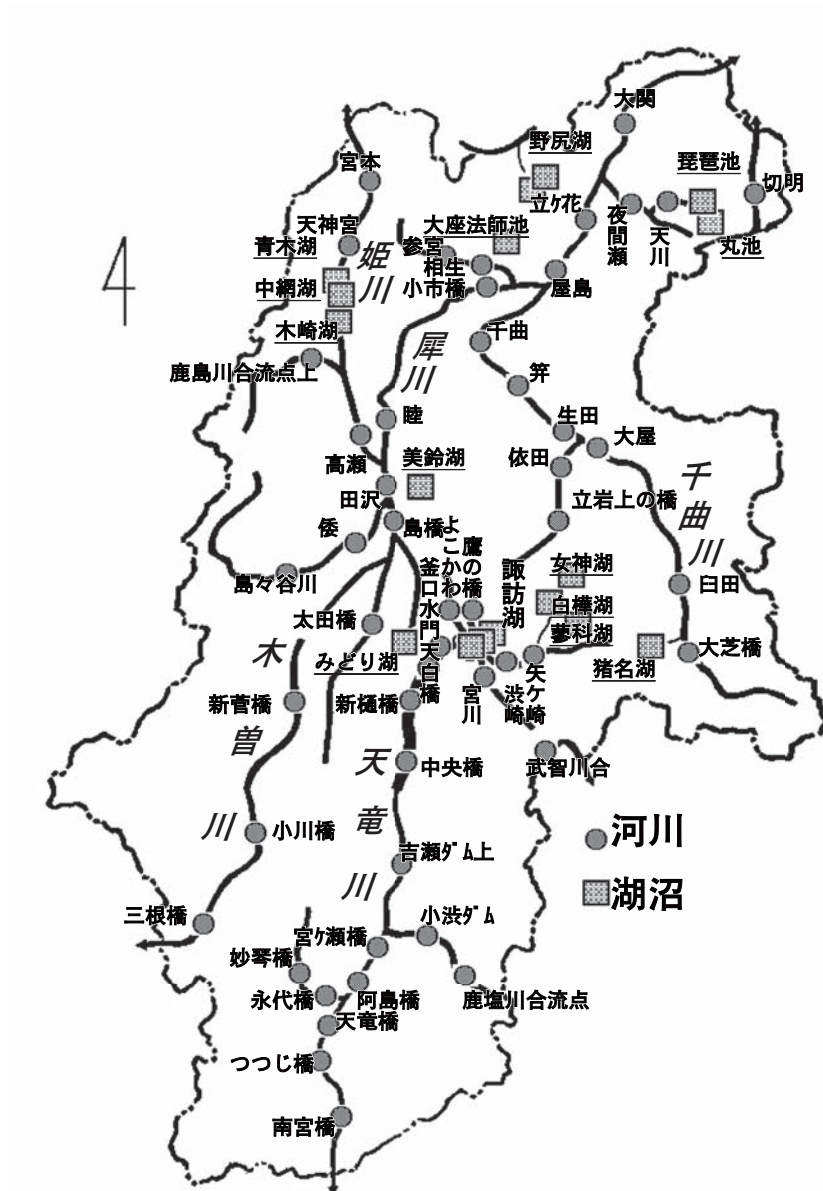 大関
野尻湖
琵琶池
宮本
切明
立ケ花
夜間瀬
天川
丸池
天神宮
大座法師池
青木湖
姫川
参宮
相生
中綱湖
小市橋
屋島
木崎湖
千曲
犀川
鹿島川合流点上
笄
睦
生田
大屋
高瀬
美鈴湖
依田
千曲川
田沢
立岩上の橋
倭
島橋
よこかわ
鷹の橋
諏訪湖
女神湖
島々谷川
釜口水門
臼田
白樺湖
太田橋
蓼科湖
みどり湖
天白橋
猪名湖
大芝橋
木曽川
新菅橋
新樋橋
宮川
渋崎
矢ケ崎
天竜川
中央橋
武智川合
小川橋
河川
吉瀬ダム上
湖沼
三根橋
小渋ダム
宮ケ瀬橋
妙琴橋
永代橋
阿島橋
鹿塩川合流点
天竜橋
つつじ橋
南宮橋